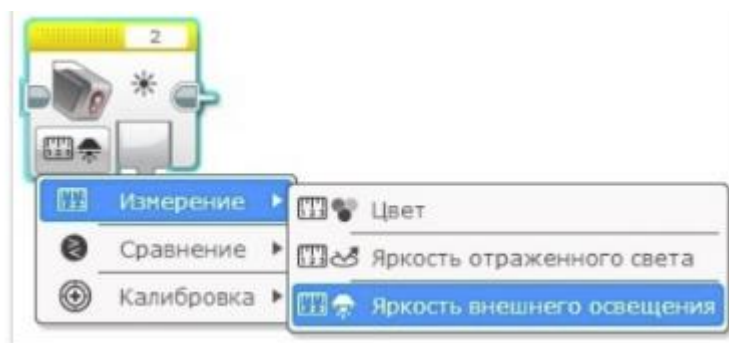 2
Измерение
Цвет
Сравнение
Яркость отраженного света
Калибровка
Яркость внешнего освещения